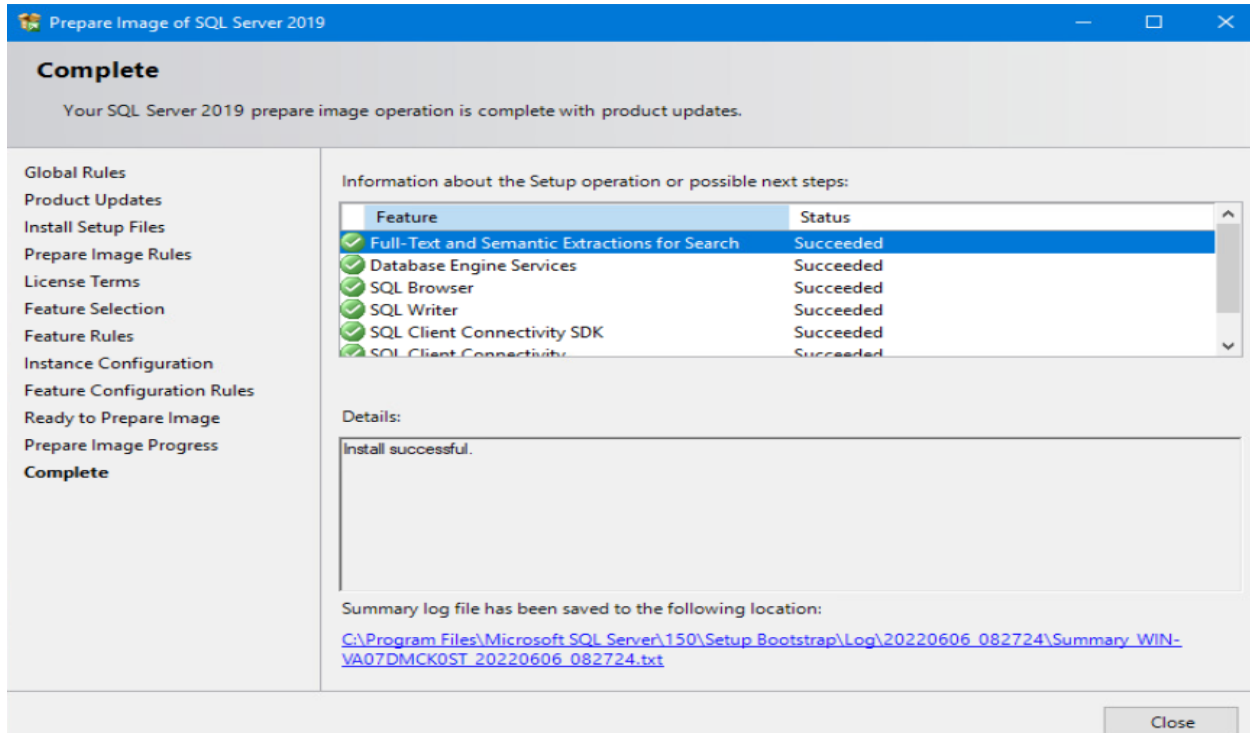 Prepare Image of SQL Server 2019
Complete
Your SQL Server 2019 prepare image operation is complete with product updates.
Global Rules
Product Updates
Install Setup Files
Prepare Image Rules
License Terms
Feature Selection
Feature Rules
Instance Configuration
Feature Configuration Rules
Ready to Prepare Image
Prepare Image Progress
Complete
Information about the Setup operation or possible next steps:
Feature Status
Full-Text and Semantic Extractions for Search Succeeded
Database Engine Services Succeeded
SQL Browser Succeeded
SQL Writer Succeeded
SQL Client Connectivity SDK Succeeded
SQL Client Connectivity Succeeded
Details:
Install successful.
Summary log file has been saved to the following location:
C:\Program Files\Microsoft SQL Server\150\Setup Bootstrap\Log\20220606_082724\Summary_WIN-
VA07DMCK0ST_20220606_082724.txt
Close